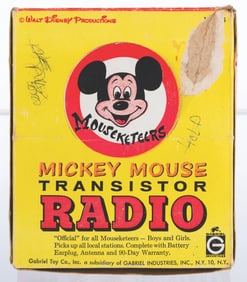 © WALT DISNEY PRODUCTIONS
MOUSEKETEERS
MICKEY MOUSE
TRANSISTOR
RADIO
"Official" for all Mouseketeers — Boys and Girls.
Picks up all local stations. Complete with Battery
Earplug, Antenna and 90-Day Warranty.
Gabriel Toy Co., Inc. a subsidiary of GABRIEL INDUSTRIES, INC., N.Y. 10, N.Y.
G